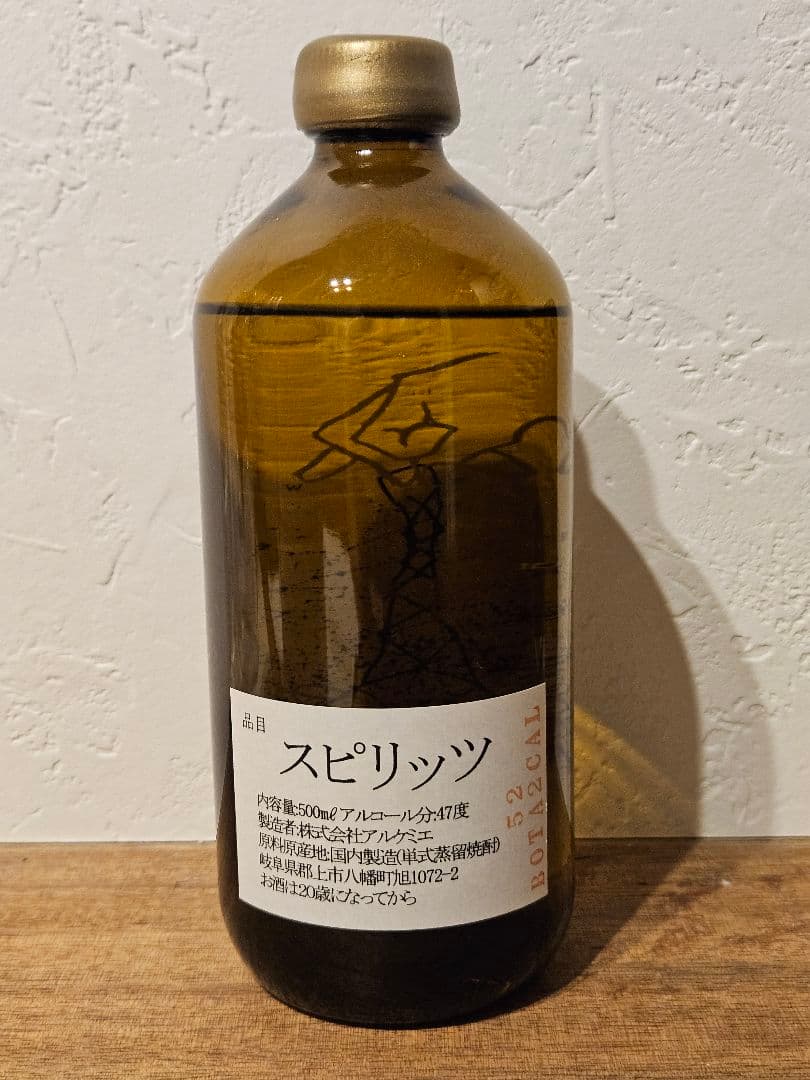 品目
スピリッツ
内容量:500mℓ アルコール分:47度
製造者:株式会社アルケミエ
原料原産地:国内製造(単式蒸留焼酎)
岐阜県郡上市八幡町旭1072-2
お酒は20歳になってから
52
BOTA2CAL